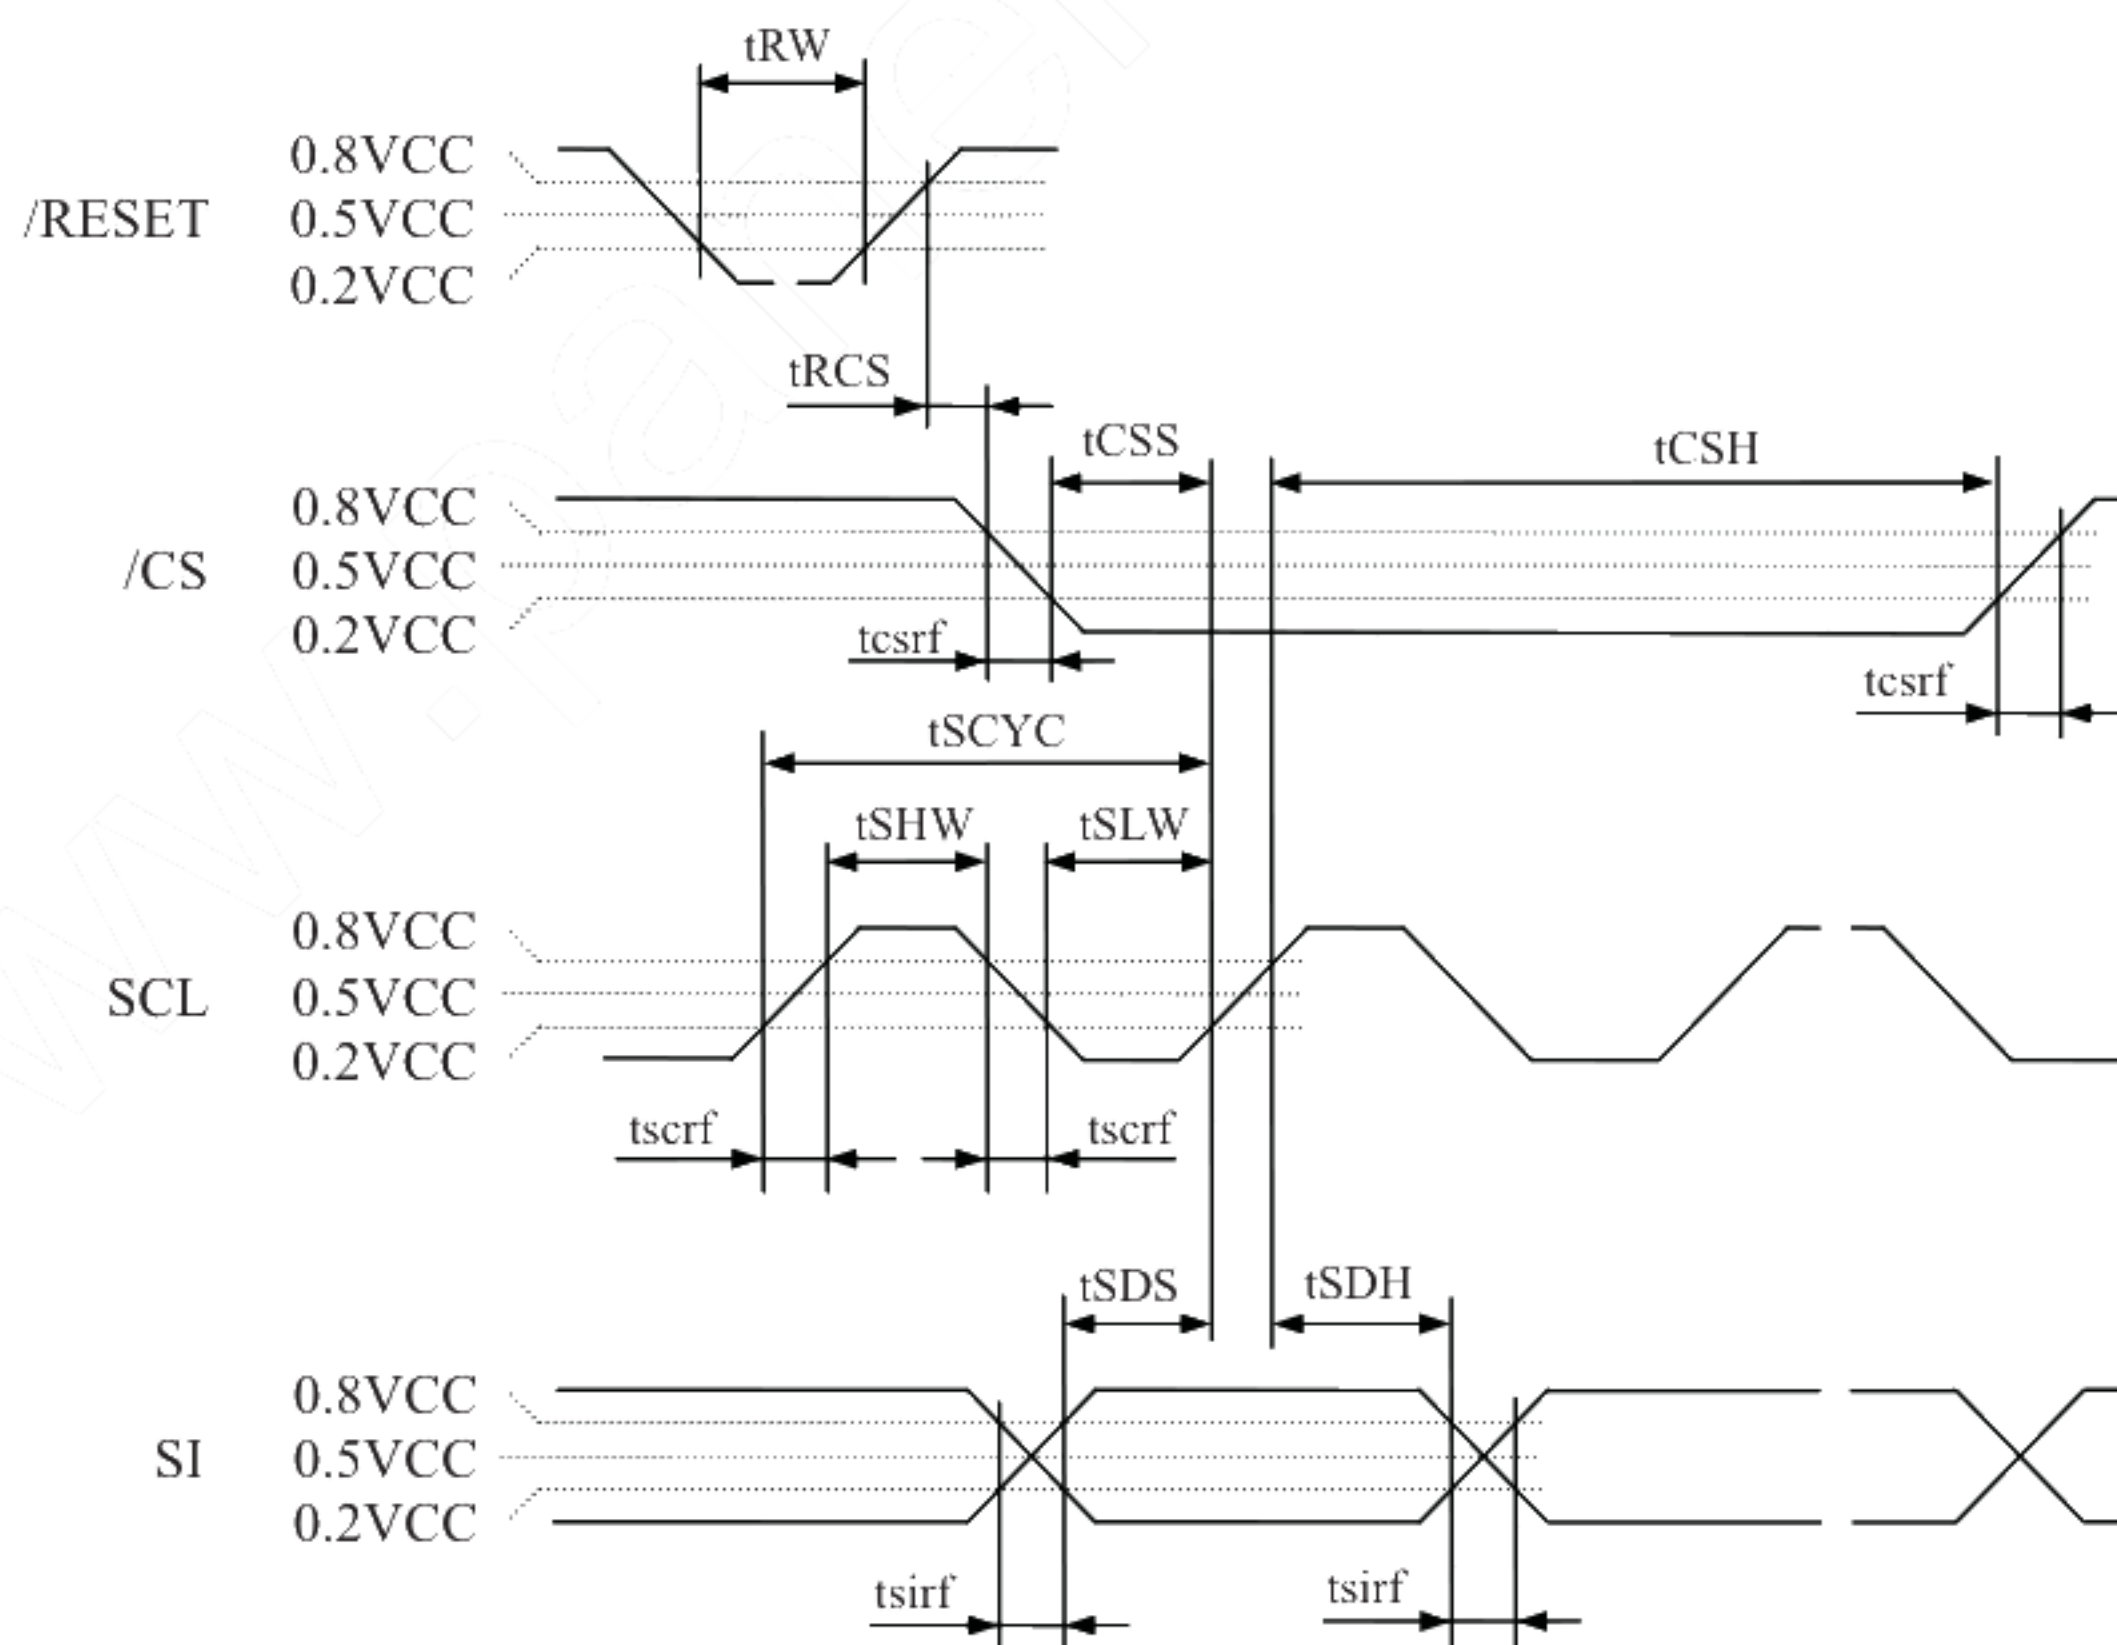 tRW
0.8VCC
/RESET 0.5VCC
0.2VCC
tRCS
tCSS tCSH
0.8VCC
/CS 0.5VCC
0.2VCC
tcsrf
tcsrf
tSCYC
tSHW tSLW
0.8VCC
SCL 0.5VCC
0.2VCC
tscrf tscrf
tSDS tSDH
0.8VCC
SI 0.5VCC
0.2VCC
tsirf tsirf